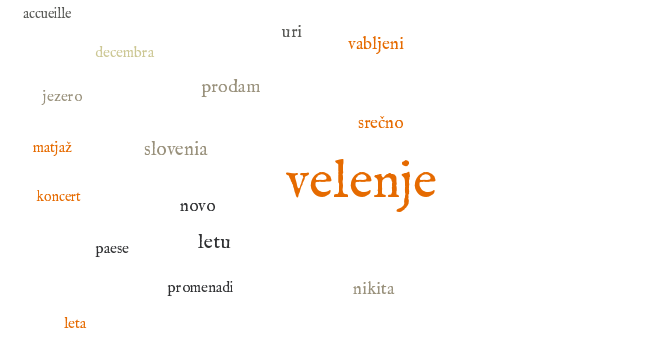 accueille
uri
vabljeni
decembra
prodam
jezero
srečno
matjaž
slovenia
velenje
koncert
novo
letu
paese
promenadi
nikita
leta